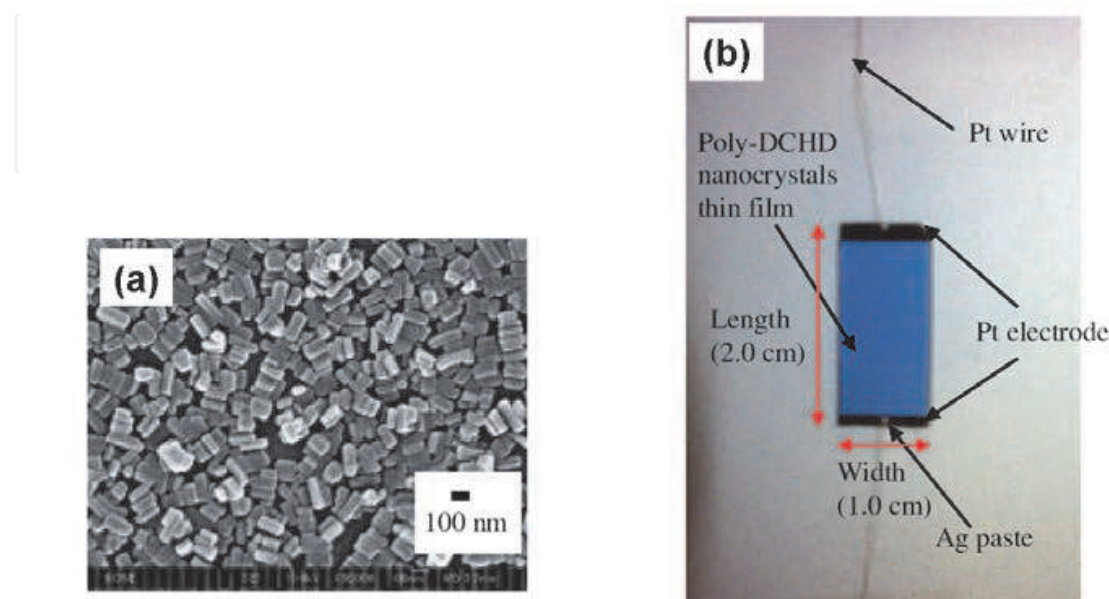 (a)
100 nm
(b)
Pt wire
Poly-DCHD
nanocrystals
thin film
Length
(2.0 cm)
Pt electrode
Width
(1.0 cm)
Ag paste